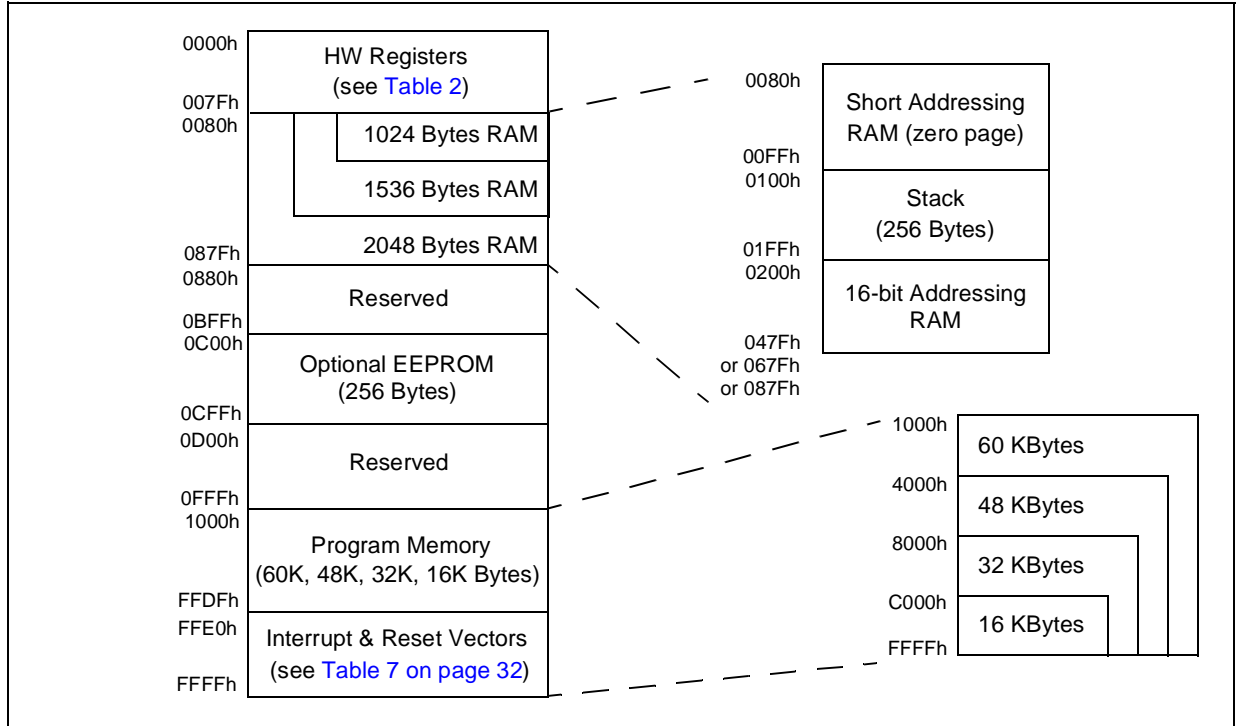 0000h
HW Registers
(see Table 2)
007Fh
0080h
1024 Bytes RAM
1536 Bytes RAM
2048 Bytes RAM
087Fh
0880h
Reserved
0BFFh
0C00h
Optional EEPROM
(256 Bytes)
0CFFh
0D00h
Reserved
0FFFh
1000h
Program Memory
(60K, 48K, 32K, 16K Bytes)
FFDFh
FFE0h
Interrupt & Reset Vectors
(see Table 7 on page 32)
FFFFh
0080h
Short Addressing
RAM (zero page)
00FFh
0100h
Stack
(256 Bytes)
01FFh
0200h
16-bit Addressing
RAM
047Fh
or 067Fh
or 087Fh
1000h
60 KBytes
4000h
48 KBytes
8000h
32 KBytes
C000h
16 KBytes
FFFFh